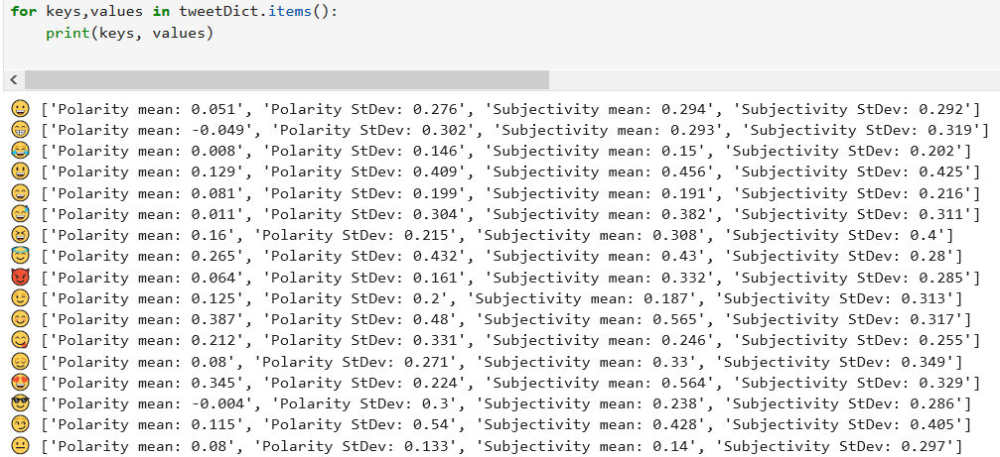 for keys,values in tweetDict.items():
    print(keys, values)
😀 ['Polarity mean: 0.051', 'Polarity StDev: 0.276', 'Subjectivity mean: 0.294', 'Subjectivity StDev: 0.292']
😁 ['Polarity mean: -0.049', 'Polarity StDev: 0.302', 'Subjectivity mean: 0.293', 'Subjectivity StDev: 0.319']
😂 ['Polarity mean: 0.008', 'Polarity StDev: 0.146', 'Subjectivity mean: 0.15', 'Subjectivity StDev: 0.202']
😃 ['Polarity mean: 0.129', 'Polarity StDev: 0.409', 'Subjectivity mean: 0.456', 'Subjectivity StDev: 0.425']
😄 ['Polarity mean: 0.081', 'Polarity StDev: 0.199', 'Subjectivity mean: 0.191', 'Subjectivity StDev: 0.216']
😅 ['Polarity mean: 0.011', 'Polarity StDev: 0.304', 'Subjectivity mean: 0.382', 'Subjectivity StDev: 0.311']
😆 ['Polarity mean: 0.16', 'Polarity StDev: 0.215', 'Subjectivity mean: 0.308', 'Subjectivity StDev: 0.4']
😇 ['Polarity mean: 0.265', 'Polarity StDev: 0.432', 'Subjectivity mean: 0.43', 'Subjectivity StDev: 0.28']
😈 ['Polarity mean: 0.064', 'Polarity StDev: 0.161', 'Subjectivity mean: 0.332', 'Subjectivity StDev: 0.285']
😉 ['Polarity mean: 0.125', 'Polarity StDev: 0.2', 'Subjectivity mean: 0.187', 'Subjectivity StDev: 0.313']
😊 ['Polarity mean: 0.387', 'Polarity StDev: 0.48', 'Subjectivity mean: 0.565', 'Subjectivity StDev: 0.317']
😋 ['Polarity mean: 0.212', 'Polarity StDev: 0.331', 'Subjectivity mean: 0.246', 'Subjectivity StDev: 0.255']
😌 ['Polarity mean: 0.08', 'Polarity StDev: 0.271', 'Subjectivity mean: 0.33', 'Subjectivity StDev: 0.349']
😍 ['Polarity mean: 0.345', 'Polarity StDev: 0.224', 'Subjectivity mean: 0.564', 'Subjectivity StDev: 0.329']
😎 ['Polarity mean: -0.004', 'Polarity StDev: 0.3', 'Subjectivity mean: 0.238', 'Subjectivity StDev: 0.286']
😏 ['Polarity mean: 0.115', 'Polarity StDev: 0.54', 'Subjectivity mean: 0.428', 'Subjectivity StDev: 0.405']
😐 ['Polarity mean: 0.08', 'Polarity StDev: 0.133', 'Subjectivity mean: 0.14', 'Subjectivity StDev: 0.297']